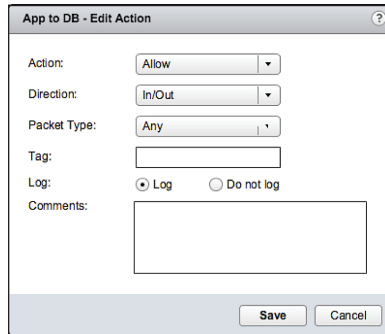 App to DB - Edit Action ?
Action: Allow
Direction: In/Out
Packet Type: Any
Tag:
Log: Log Do not log
Comments:
Save Cancel